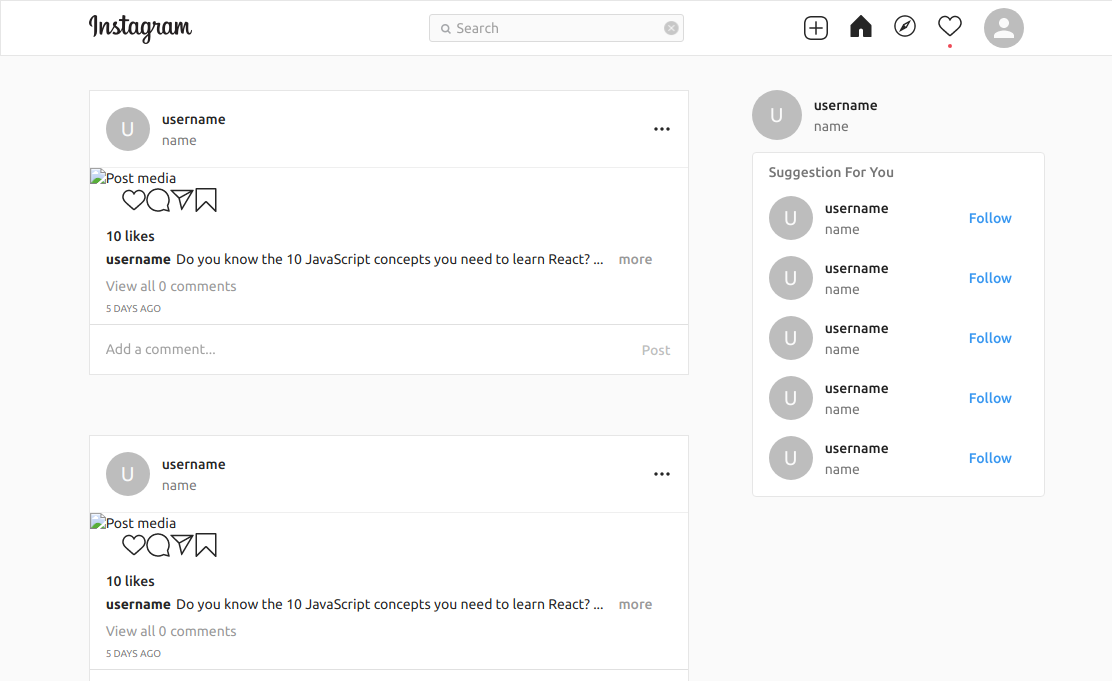 Instagram
Search
U
username
name
Post media
10 likes
username Do you know the 10 JavaScript concepts you need to learn React? ... more
View all 0 comments
5 DAYS AGO
Add a comment...
Post
U
username
name
Post media
10 likes
username Do you know the 10 JavaScript concepts you need to learn React? ... more
View all 0 comments
5 DAYS AGO
U
username
name
Suggestion For You
U
username
name
Follow
U
username
name
Follow
U
username
name
Follow
U
username
name
Follow
U
username
name
Follow